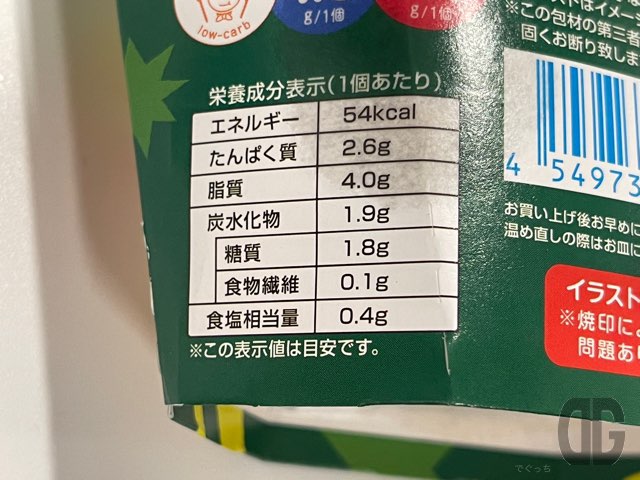 low-carb
g/1個
g/1個
※この包材の第三者
固くお断り致しま
栄養成分表示(1個あたり)
エネルギー 54kcal
たんぱく質 2.6g
脂質 4.0g
炭水化物 1.9g
糖質 1.8g
食物繊維 0.1g
食塩相当量 0.4g
※この表示値は目安です。
4 54973
お買い上げ後お早めに
温め直しの際はお皿に
イラスト
※焼印によ
問題あり
DG
でぐっち